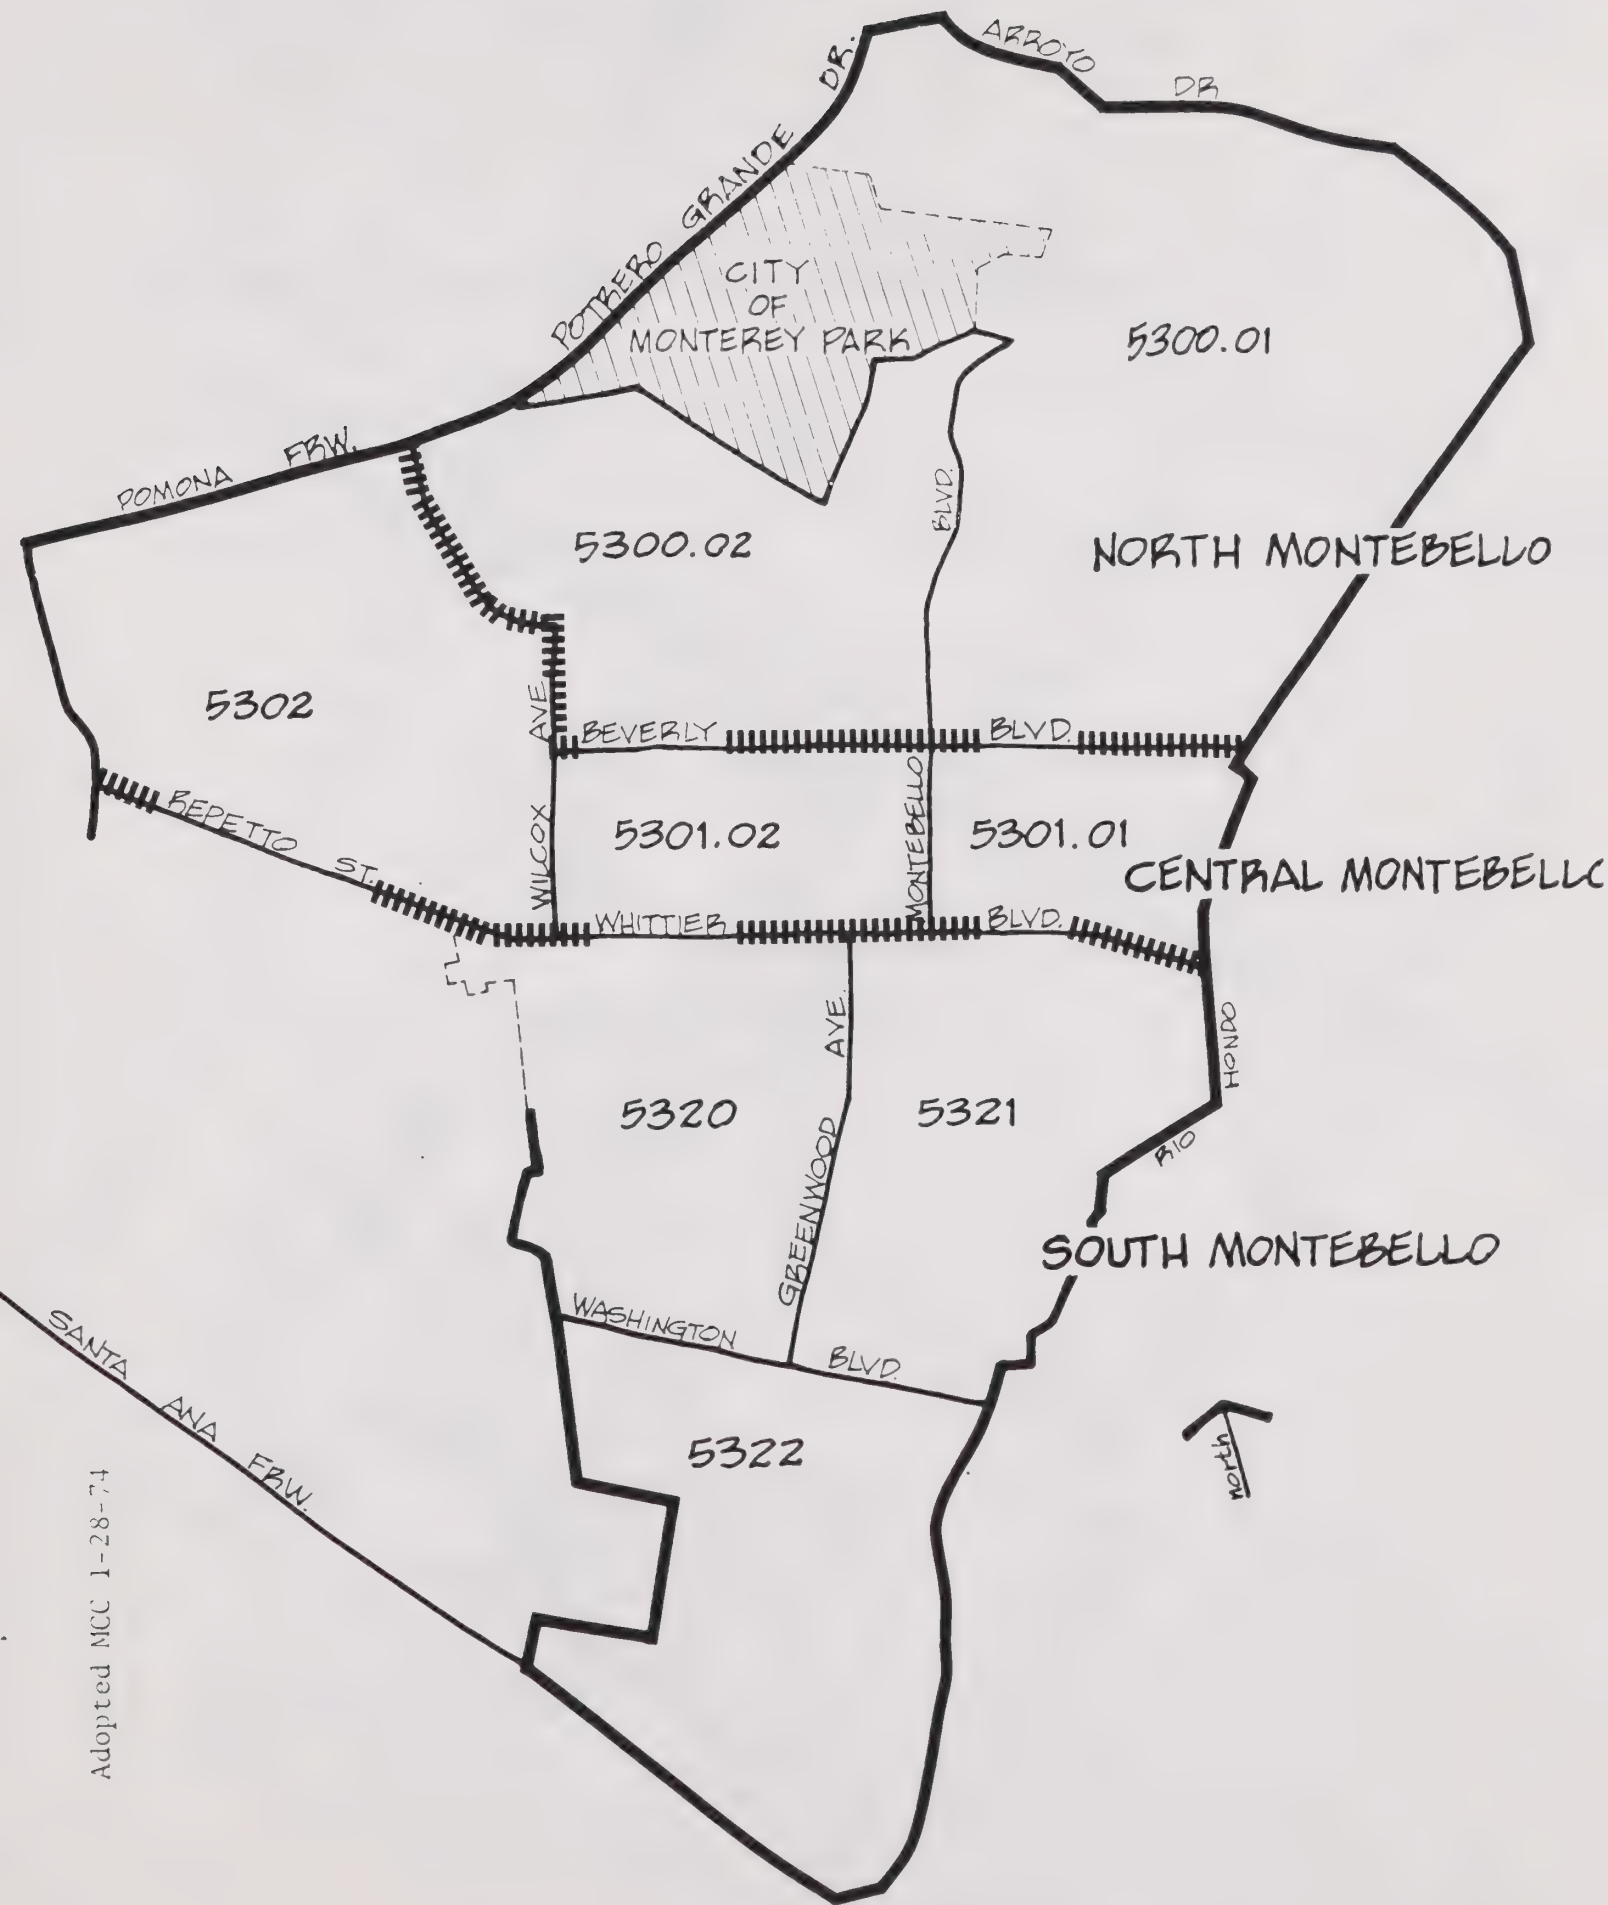 ARROYO DR
POTRERO GRANDE DR.
CITY
OF
MONTEREY PARK
5300.01
POMONA FRW.
5300.02
NORTH MONTEBELLO
5302
BEVERLY BLVD.
WILCOX AVE
MONTEBELLO BLVD.
5301.02
5301.01
REPETTO ST.
CENTRAL MONTEBELLO
WHITTIER BLVD.
RIO HONDO
5320
5321
GREENWOOD AVE.
SOUTH MONTEBELLO
WASHINGTON BLVD.
SANTA ANA FRW.
5322
north
Adopted MCC 1-28-74